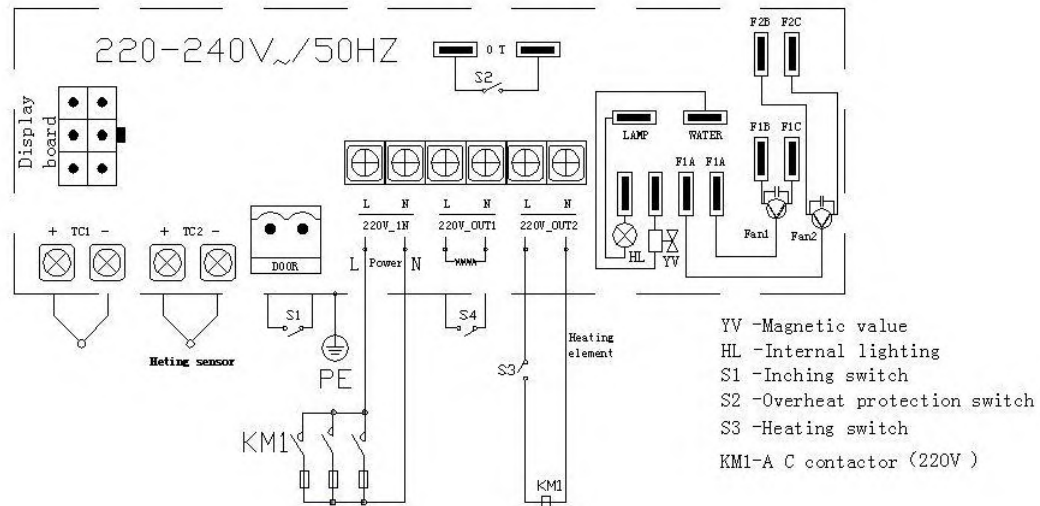 220-240V~/50HZ
O T
S2
F2B F2C
Display
board
LAMP WATER
F1B F1C
F1A F1A
L N L N L N
220V_IN 220V_OUT1 220V_OUT2
+ TC1 - + TC2 -
DOOR
L Power N
HL YV
Fan1 Fan2
S1
S4
Heting sensor
PE
Heating
element
S3
KM1
KM1
YV -Magnetic value
HL -Internal lighting
S1 -Inching switch
S2 -Overheat protection switch
S3 -Heating switch
KM1-A C contactor (220V )